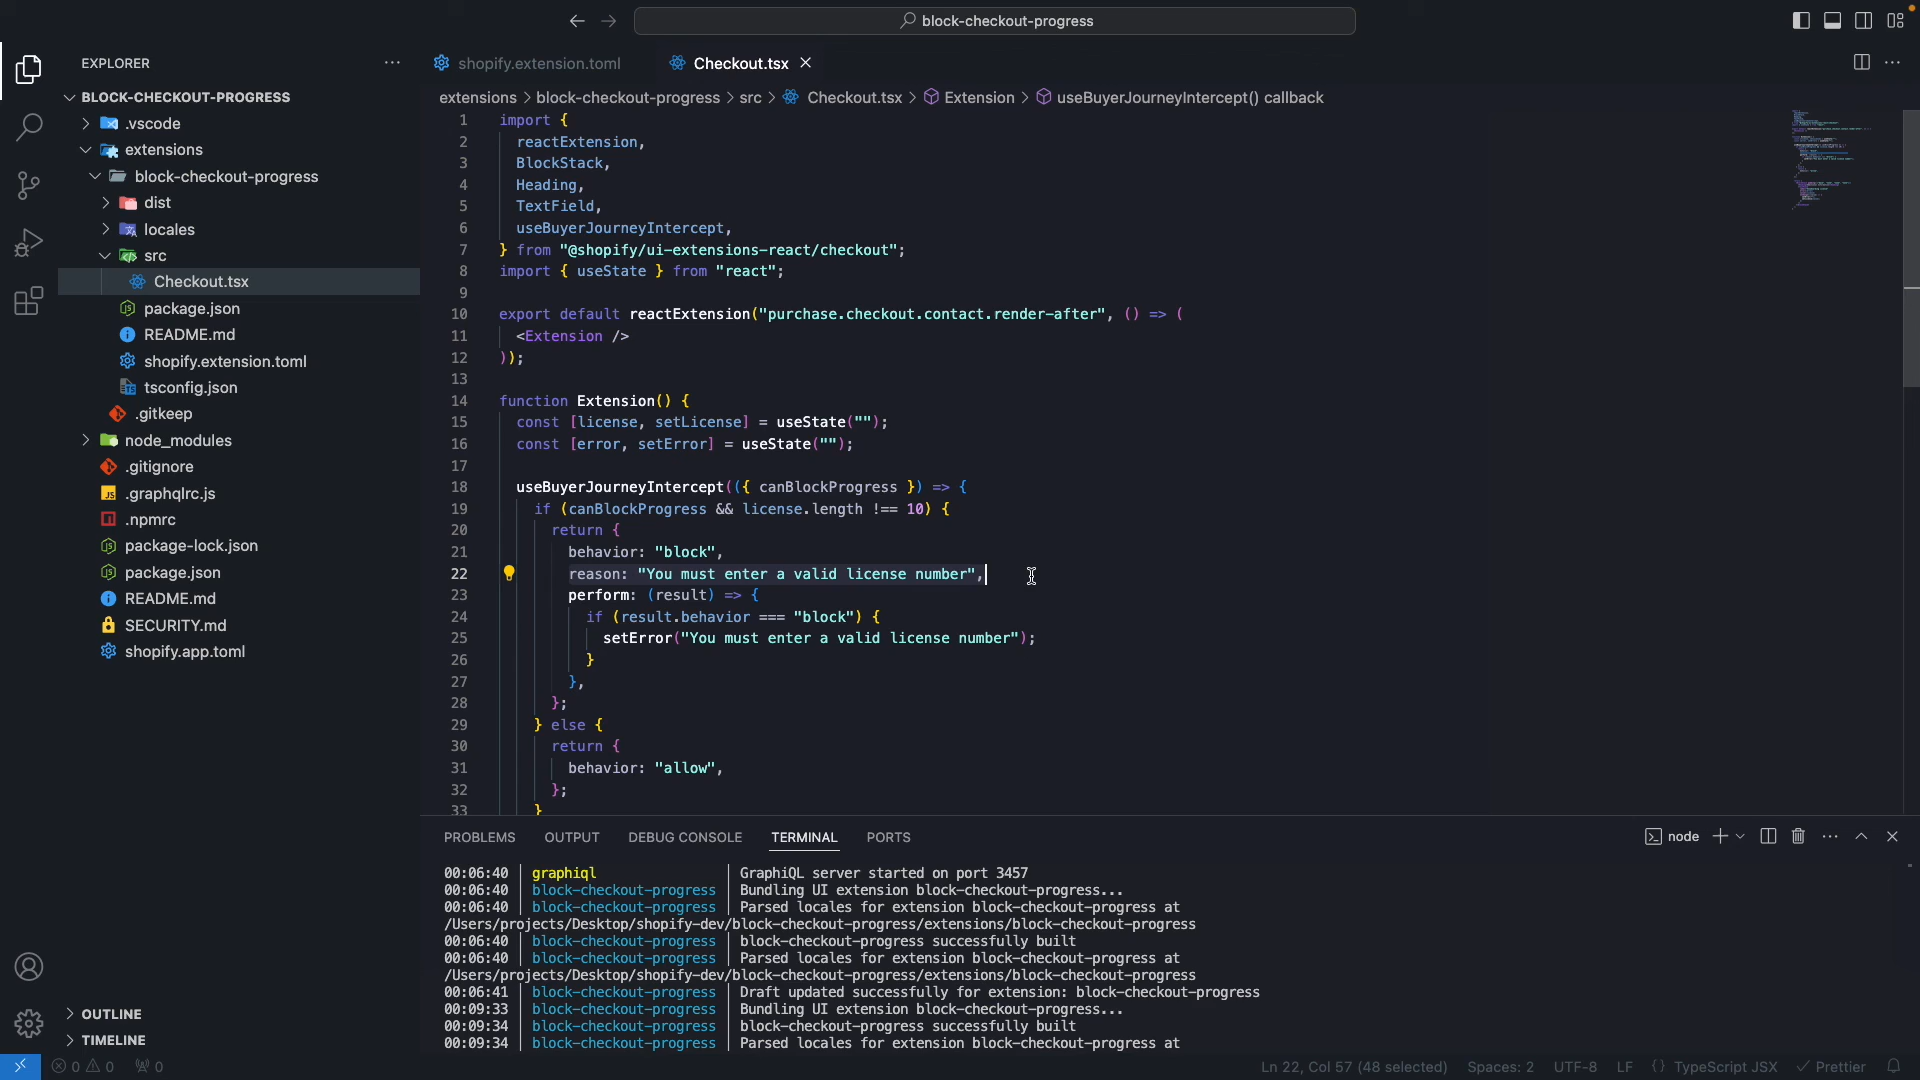 block-checkout-progress
EXPLORER
BLOCK-CHECKOUT-PROGRESS
.vscode
extensions
block-checkout-progress
dist
locales
src
Checkout.tsx
package.json
README.md
shopify.extension.toml
tsconfig.json
.gitkeep
node_modules
.gitignore
.graphqlrc.js
.npmrc
package-lock.json
package.json
README.md
SECURITY.md
shopify.app.toml
OUTLINE
TIMELINE
shopify.extension.toml
Checkout.tsx
extensions > block-checkout-progress > src > Checkout.tsx > Extension > useBuyerJourneyIntercept() callback
1 import {
2 reactExtension,
3 BlockStack,
4 Heading,
5 TextField,
6 useBuyerJourneyIntercept,
7 } from "@shopify/ui-extensions-react/checkout";
8 import { useState } from "react";
9
10 export default reactExtension("purchase.checkout.contact.render-after", () => (
11 <Extension />
12 ));
13
14 function Extension() {
15 const [license, setLicense] = useState("");
16 const [error, setError] = useState("");
17
18 useBuyerJourneyIntercept(({ canBlockProgress }) => {
19 if (canBlockProgress && license.length !== 10) {
20 return {
21 behavior: "block",
22 reason: "You must enter a valid license number",
23 perform: (result) => {
24 if (result.behavior === "block") {
25 setError("You must enter a valid license number");
26 }
27 },
28 };
29 } else {
30 return {
31 behavior: "allow",
32 };
33 }
PROBLEMS OUTPUT DEBUG CONSOLE TERMINAL PORTS
node
00:06:40 | graphiql | GraphiQL server started on port 3457
00:06:40 | block-checkout-progress | Bundling UI extension block-checkout-progress...
00:06:40 | block-checkout-progress | Parsed locales for extension block-checkout-progress at
/Users/projects/Desktop/shopify-dev/block-checkout-progress/extensions/block-checkout-progress
00:06:40 | block-checkout-progress | block-checkout-progress successfully built
00:06:40 | block-checkout-progress | Parsed locales for extension block-checkout-progress at
/Users/projects/Desktop/shopify-dev/block-checkout-progress/extensions/block-checkout-progress
00:06:41 | block-checkout-progress | Draft updated successfully for extension: block-checkout-progress
00:09:33 | block-checkout-progress | Bundling UI extension block-checkout-progress...
00:09:34 | block-checkout-progress | block-checkout-progress successfully built
00:09:34 | block-checkout-progress | Parsed locales for extension block-checkout-progress at
0 0 0
Ln 22, Col 57 (48 selected) Spaces: 2 UTF-8 LF {} TypeScript JSX Prettier